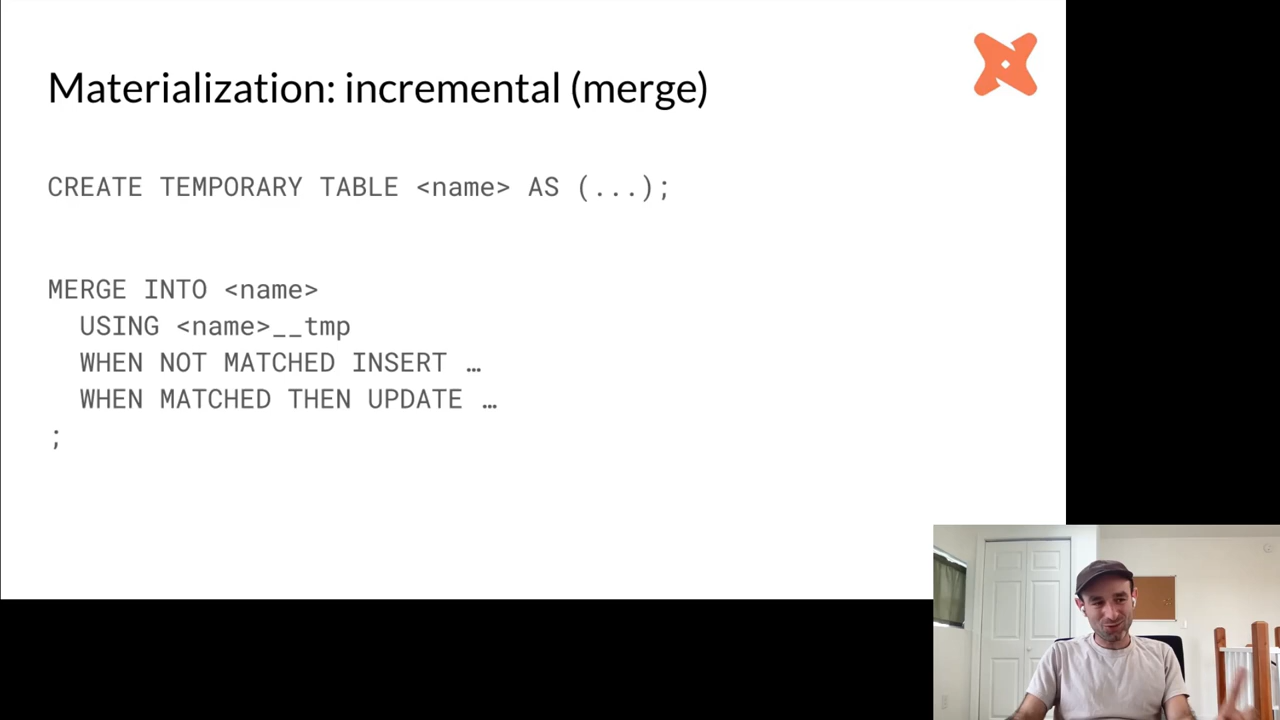 Materialization: incremental (merge)
CREATE TEMPORARY TABLE <name> AS (...);
MERGE INTO <name>
USING <name>__tmp
WHEN NOT MATCHED INSERT …
WHEN MATCHED THEN UPDATE …
;